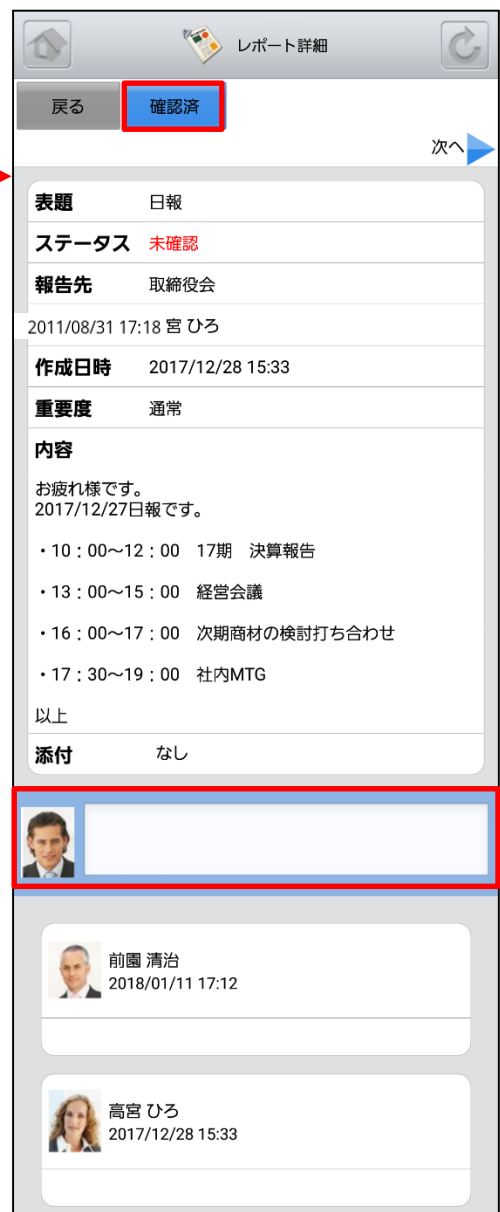 レポート詳細
戻る 確認済
次へ
表題 日報
ステータス 未確認
報告先 取締役会
2011/08/31 17:18 宮 ひろ
作成日時 2017/12/28 15:33
重要度 通常
内容
お疲れ様です。
2017/12/27日報です。
・10：00～12：00 17期 決算報告
・13：00～15：00 経営会議
・16：00～17：00 次期商材の検討打ち合わせ
・17：30～19：00 社内MTG
以上
添付 なし
前園 清治
2018/01/11 17:12
高宮 ひろ
2017/12/28 15:33